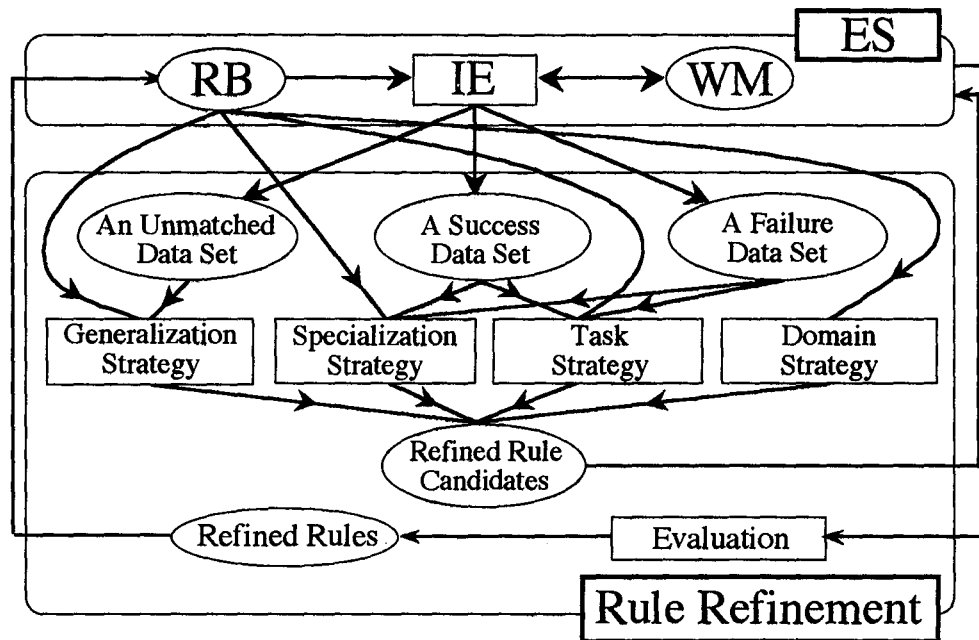 ES
RB
IE
WM
An Unmatched
Data Set
A Success
Data Set
A Failure
Data Set
Generalization
Strategy
Specialization
Strategy
Task
Strategy
Domain
Strategy
Refined Rule
Candidates
Refined Rules
Evaluation
Rule Refinement